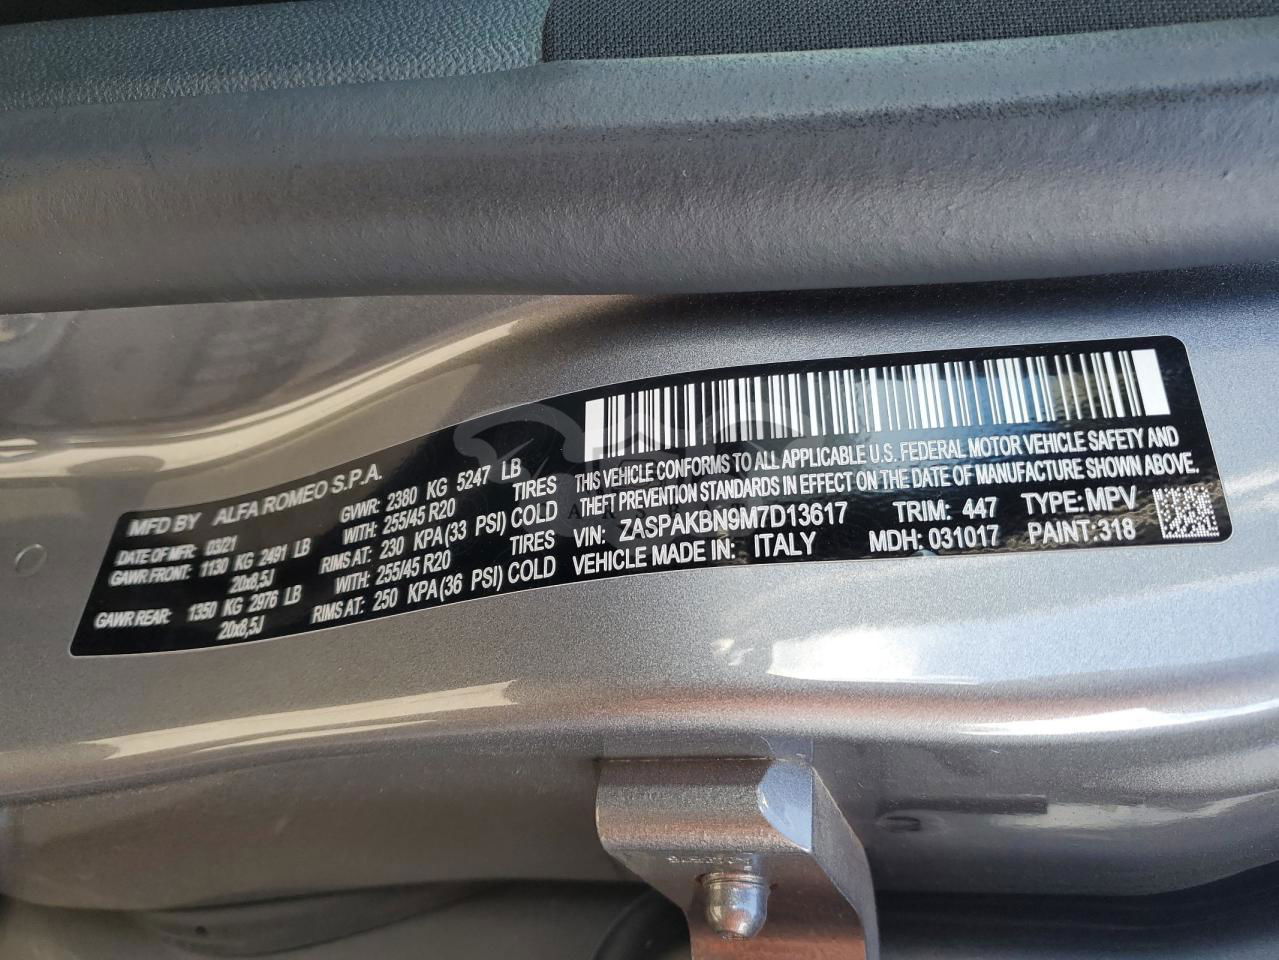 MFD BY ALFA ROMEO S.P.A.
DATE OF MFR: 03/21 GVWR: 2380 KG 5247 LB
GAWR FRONT: 1130 KG 2491 LB WITH: 255/45 R20 TIRES
20x8,5J RIMS AT: 230 KPA(33 PSI) COLD
GAWR REAR: 1350 KG 2976 LB WITH: 255/45 R20 TIRES
20x8,5J RIMS AT: 250 KPA(36 PSI) COLD
THIS VEHICLE CONFORMS TO ALL APPLICABLE U.S. FEDERAL MOTOR VEHICLE SAFETY AND
THEFT PREVENTION STANDARDS IN EFFECT ON THE DATE OF MANUFACTURE SHOWN ABOVE.
VIN: ZASPAKBN9M7D13617 TRIM: 447 TYPE:MPV
VEHICLE MADE IN: ITALY MDH: 031017 PAINT:318